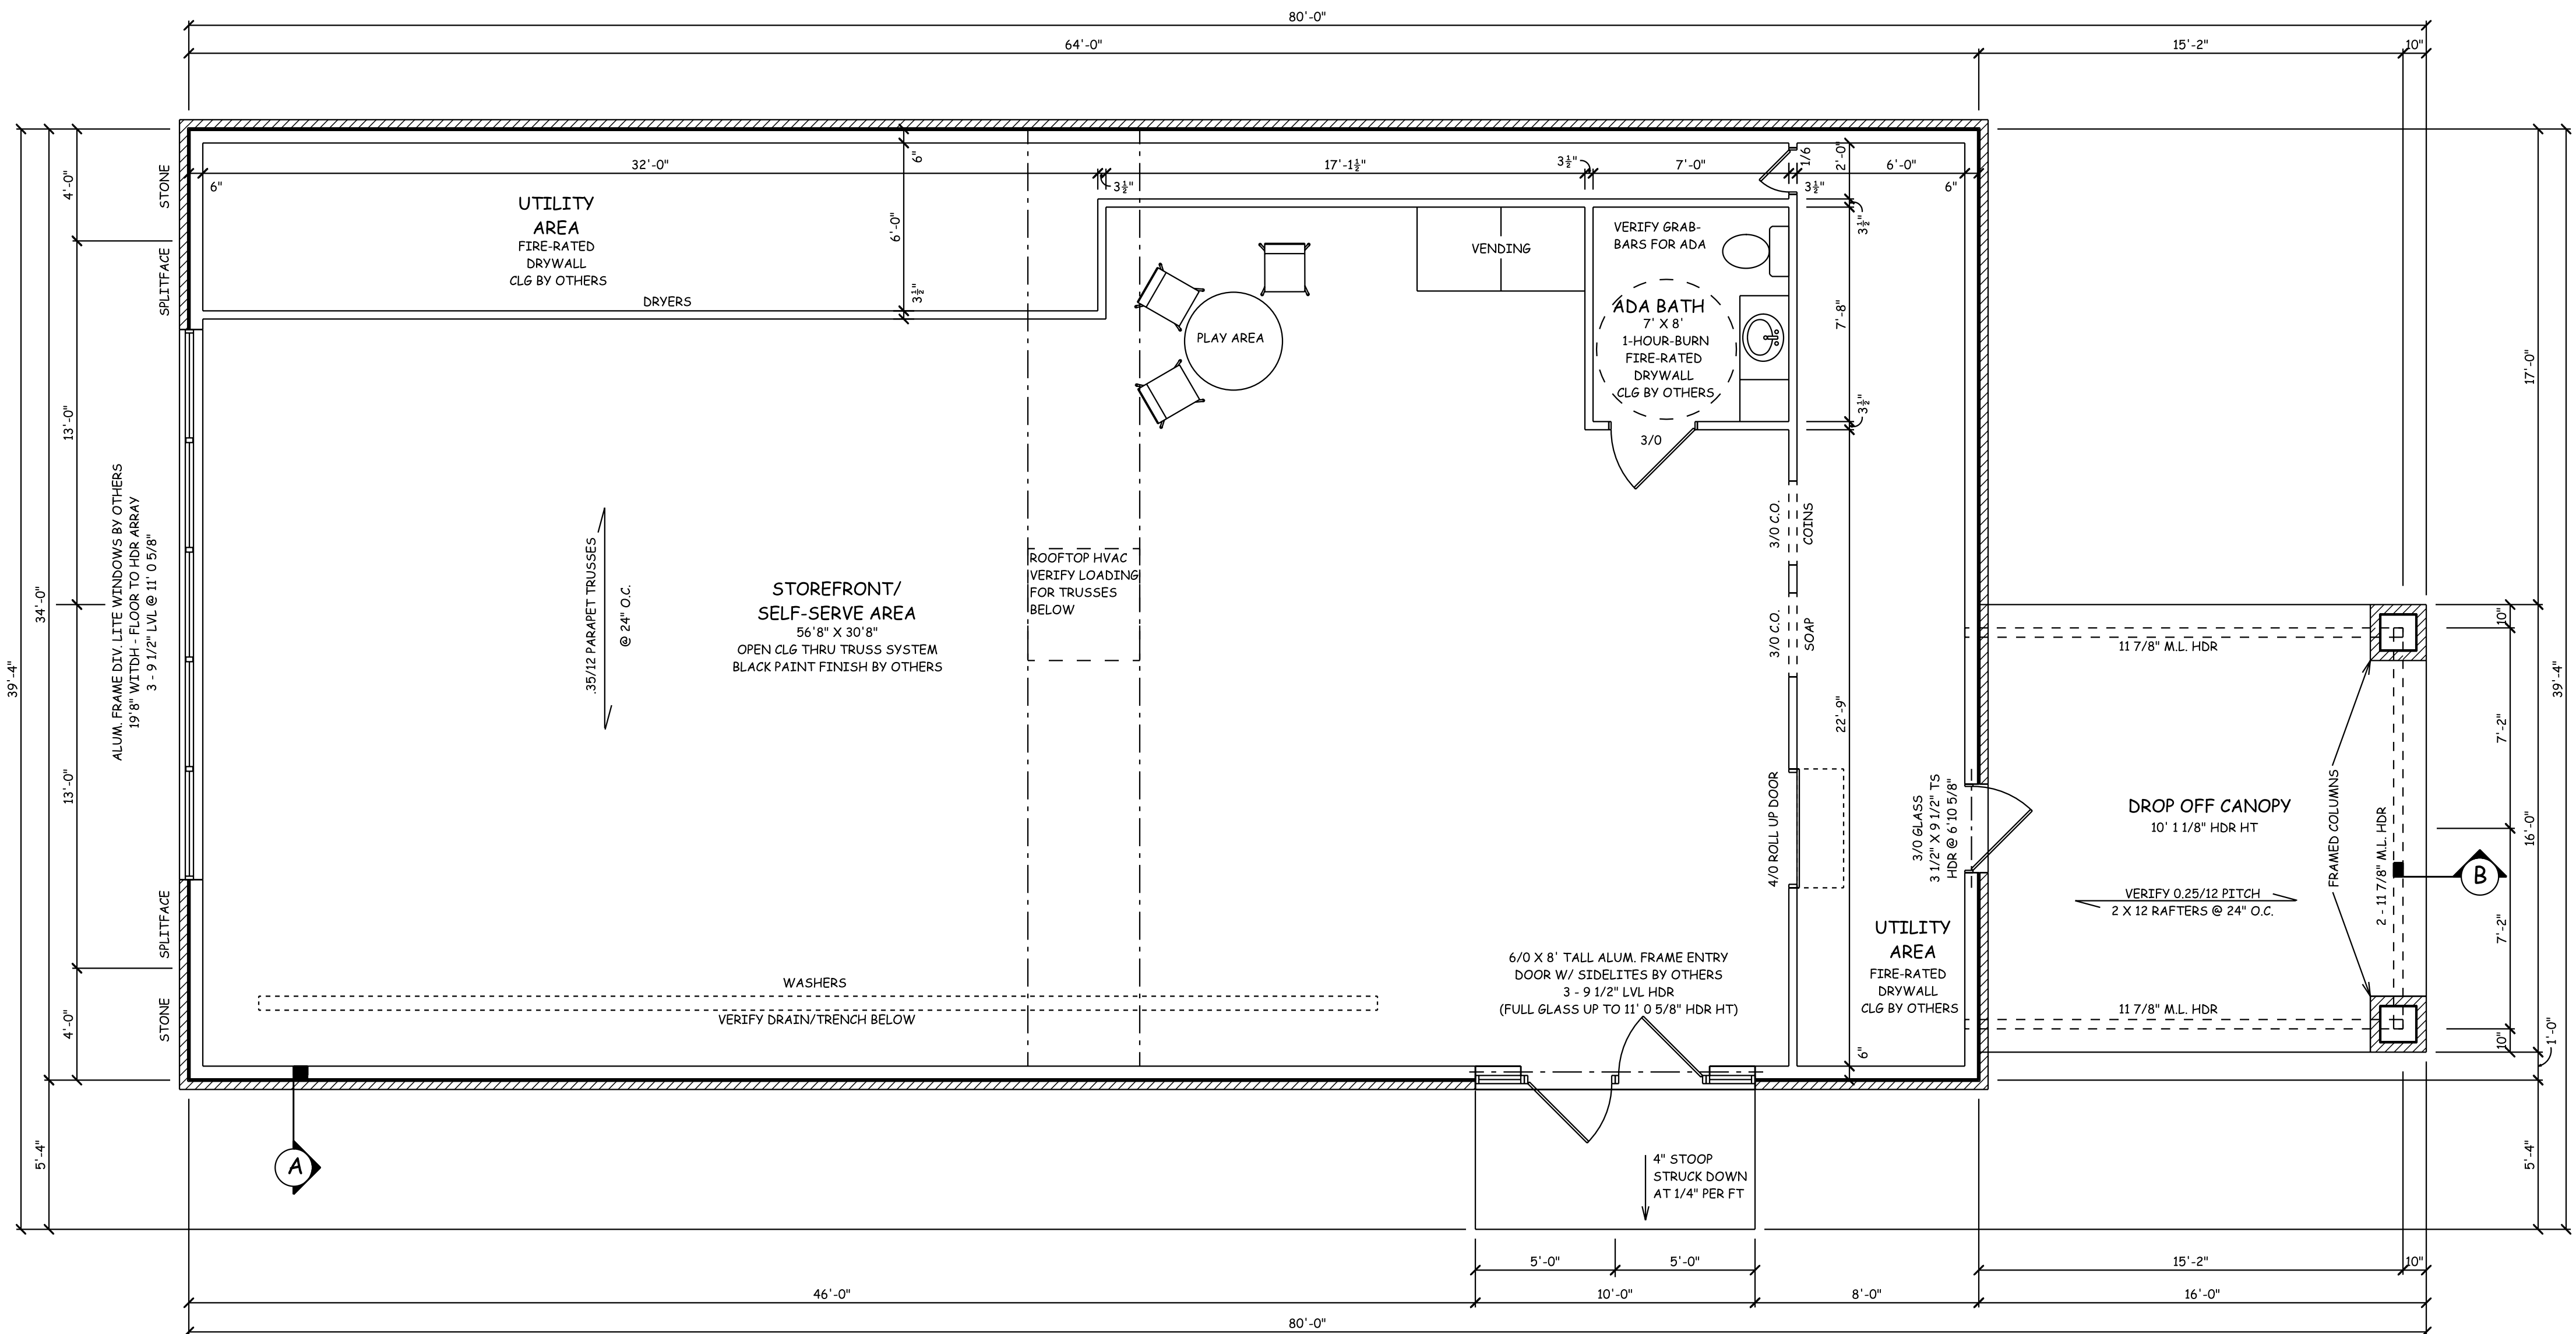 80'-0"
64'-0"
15'-2"
10"
4'-0"
STONE
SPLITFACE
6"
32'-0"
6"
3½"
17'-1½"
3½"
7'-0"
1/6
3½"
2'-0"
6'-0"
6"
UTILITY
AREA
FIRE-RATED
DRYWALL
CLG BY OTHERS
6'-0"
3½"
DRYERS
VENDING
VERIFY GRAB-
BARS FOR ADA
3½"
PLAY AREA
ADA BATH
7' X 8'
1-HOUR-BURN
FIRE-RATED
DRYWALL
CLG BY OTHERS
7'-8"
3½"
3/0
17'-0"
13'-0"
34'-0"
39'-4"
ALUM. FRAME DIV. LITE WINDOWS BY OTHERS
19'8" WITDH - FLOOR TO HDR ARRAY
3 - 9 1/2" LVL @ 11' 0 5/8"
.35/12 PARAPET TRUSSES
@ 24" O.C.
STOREFRONT/
SELF-SERVE AREA
56'8" X 30'8"
OPEN CLG THRU TRUSS SYSTEM
BLACK PAINT FINISH BY OTHERS
ROOFTOP HVAC
VERIFY LOADING
FOR TRUSSES
BELOW
3/0 C.O.
COINS
3/0 C.O.
SOAP
22'-9"
4/0 ROLL UP DOOR
3/0 GLASS
3 1/2" X 9 1/2" TS
HDR @ 6'10 5/8"
11 7/8" M.L. HDR
10"
7'-2"
39'-4"
16'-0"
DROP OFF CANOPY
10' 1 1/8" HDR HT
FRAMED COLUMNS
2 - 11 7/8" M.L. HDR
VERIFY 0.25/12 PITCH
2 X 12 RAFTERS @ 24" O.C.
B
7'-2"
11 7/8" M.L. HDR
10"
1'-0"
13'-0"
SPLITFACE
STONE
4'-0"
WASHERS
VERIFY DRAIN/TRENCH BELOW
6/0 X 8' TALL ALUM. FRAME ENTRY
DOOR W/ SIDELITES BY OTHERS
3 - 9 1/2" LVL HDR
(FULL GLASS UP TO 11' 0 5/8" HDR HT)
UTILITY
AREA
FIRE-RATED
DRYWALL
CLG BY OTHERS
6"
5'-4"
A
4" STOOP
STRUCK DOWN
AT 1/4" PER FT
5'-4"
5'-0"
5'-0"
15'-2"
10"
46'-0"
10'-0"
8'-0"
16'-0"
80'-0"